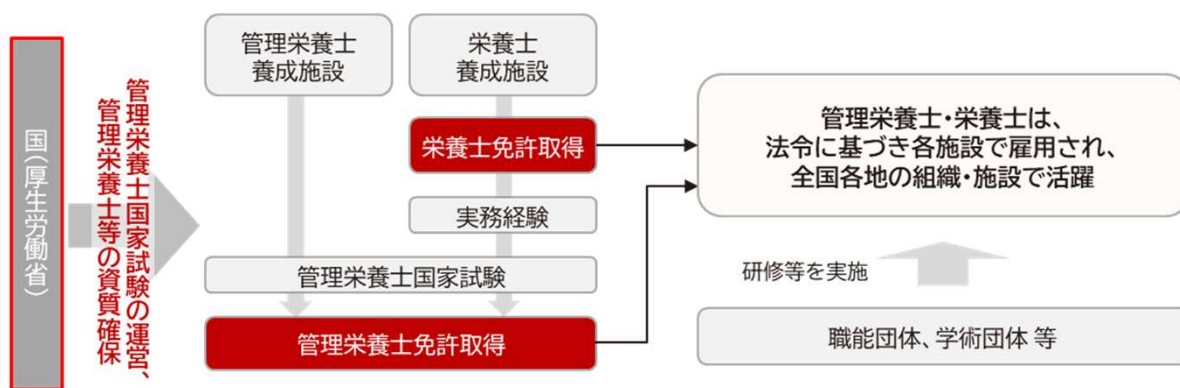 国(厚生労働省)
管理栄養士国家試験の運営、
管理栄養士等の資質確保
管理栄養士
養成施設
栄養士
養成施設
栄養士免許取得
実務経験
管理栄養士国家試験
管理栄養士免許取得
管理栄養士・栄養士は、
法令に基づき各施設で雇用され、
全国各地の組織・施設で活躍
研修等を実施
職能団体、学術団体 等